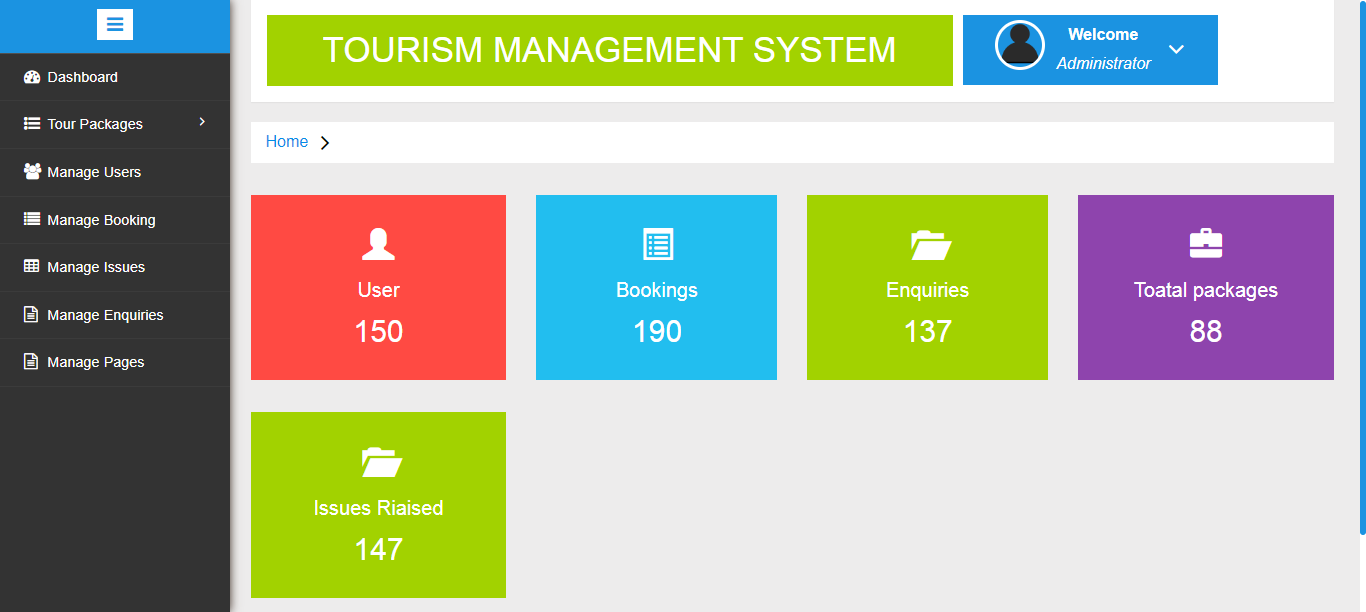 TOURISM MANAGEMENT SYSTEM
Welcome
Administrator
Dashboard
Tour Packages
Manage Users
Manage Booking
Manage Issues
Manage Enquiries
Manage Pages
Home
User
150
Bookings
190
Enquiries
137
Toatal packages
88
Issues Riaised
147